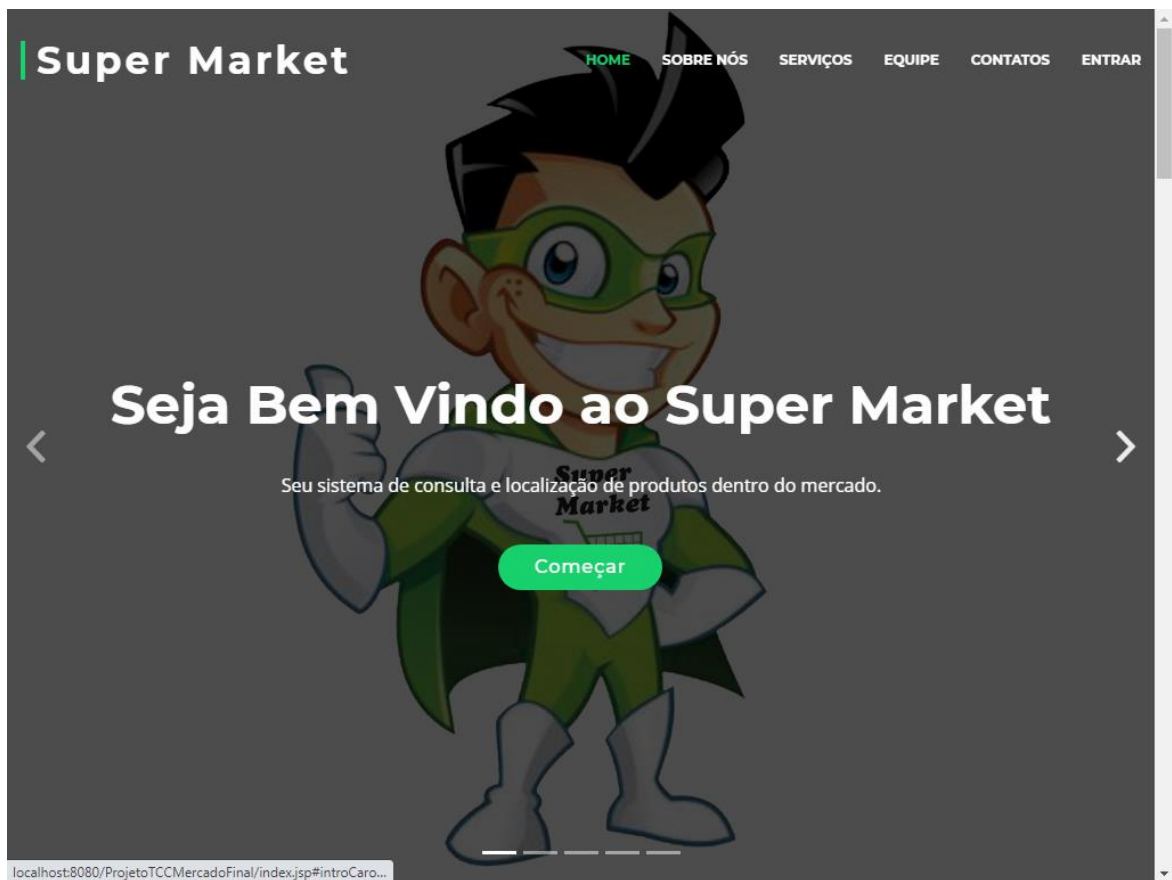 Super Market
HOME SOBRE NÓS SERVIÇOS EQUIPE CONTATOS ENTRAR
Seja Bem Vindo ao Super Market
Super
Seu sistema de consulta e localização de produtos dentro do mercado.
Market
Começar
localhost:8080/ProjetoTCCMercadoFinal/index.jsp#introCaro...